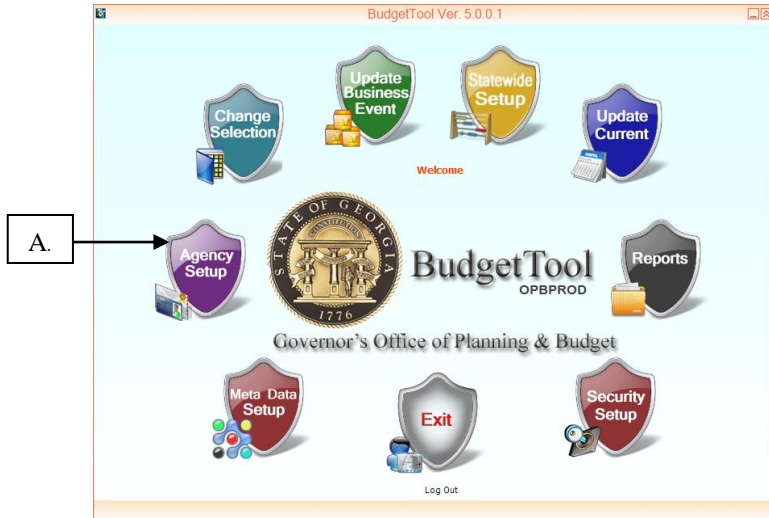 BudgetTool Ver. 5.0.0.1
Update
Business
Event
Statewide
Setup
Change
Selection
Update
Current
Welcome
A.
Agency
Setup
STATE OF GEORGIA
CONSTITUTION
1776
BudgetTool
OPBPROD
Reports
Governor's Office of Planning & Budget
Meta Data
Setup
Exit
Security
Setup
Log Out